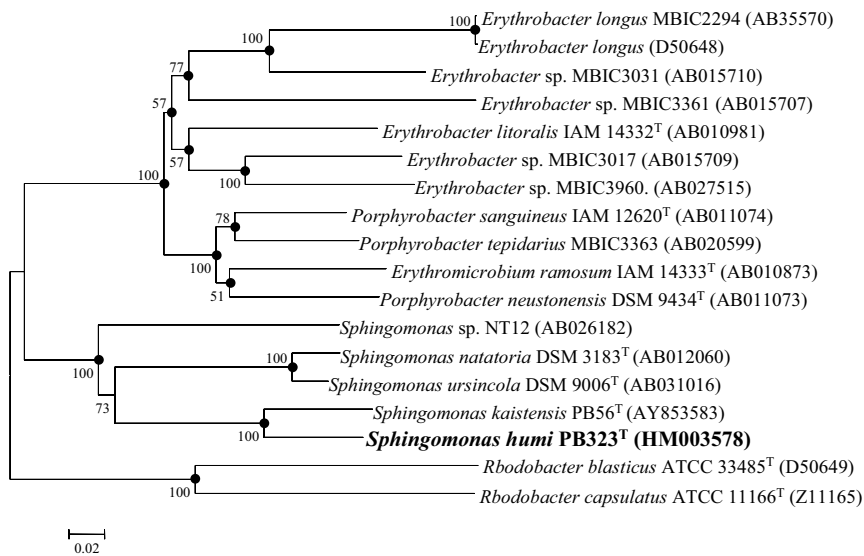 100
Erythrobacter longus MBIC2294 (AB35570)
Erythrobacter longus (D50648)
100
Erythrobacter sp. MBIC3031 (AB015710)
77
Erythrobacter sp. MBIC3361 (AB015707)
57
Erythrobacter litoralis IAM 14332T (AB010981)
57
Erythrobacter sp. MBIC3017 (AB015709)
100
Erythrobacter sp. MBIC3960. (AB027515)
100
Porphyrobacter sanguineus IAM 12620T (AB011074)
78
Porphyrobacter tepidarius MBIC3363 (AB020599)
100
Erythromicrobium ramosum IAM 14333T (AB010873)
51
Porphyrobacter neustonensis DSM 9434T (AB011073)
Sphingomonas sp. NT12 (AB026182)
100
Sphingomonas natatoria DSM 3183T (AB012060)
100
Sphingomonas ursincola DSM 9006T (AB031016)
73
Sphingomonas kaistensis PB56T (AY853583)
100
Sphingomonas humi PB323T (HM003578)
Rbodobacter blasticus ATCC 33485T (D50649)
100
Rbodobacter capsulatus ATCC 11166T (Z11165)
0.02